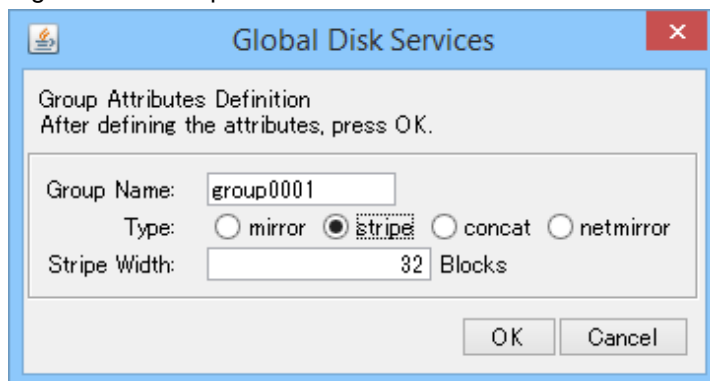 Global Disk Services
Group Attributes Definition
After defining the attributes, press OK.
Group Name: group0001
Type: mirror stripe concat netmirror
Stripe Width: 32 Blocks
OK Cancel